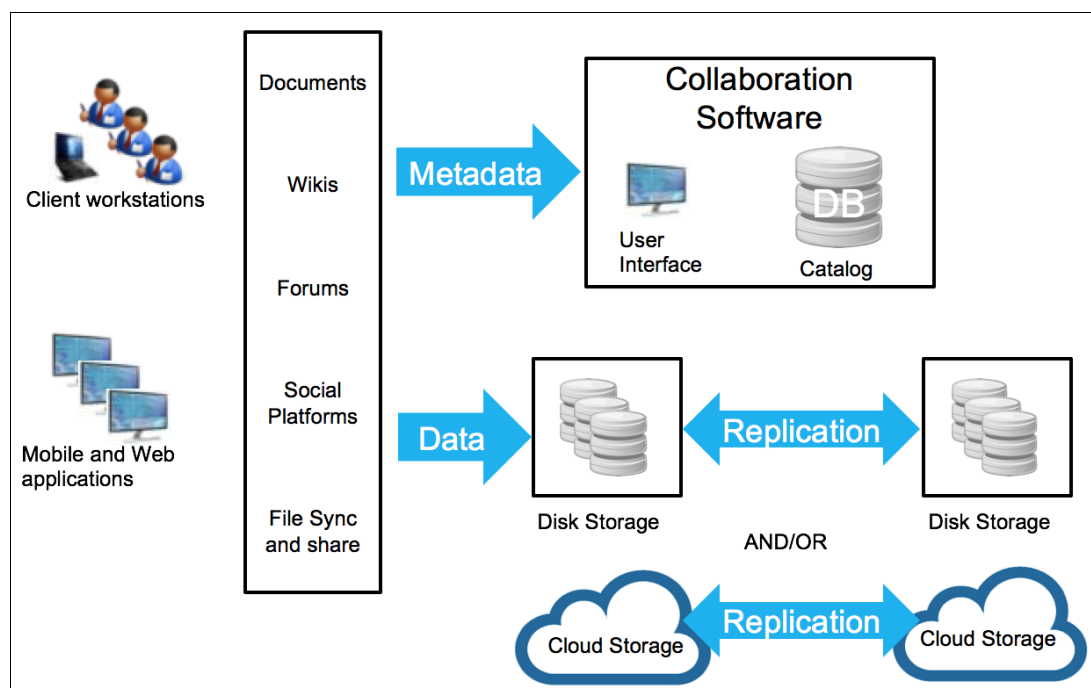 Client workstations
Mobile and Web
applications
Documents
Wikis
Forums
Social
Platforms
File Sync
and share
Metadata
Collaboration
Software
User
Interface
DB
Catalog
Data
Disk Storage
Replication
Disk Storage
AND/OR
Cloud Storage
Replication
Cloud Storage